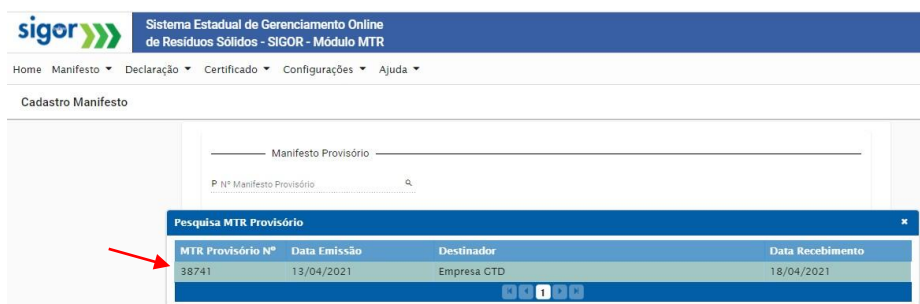 sigor
Sistema Estadual de Gerenciamento Online
de Resíduos Sólidos - SIGOR - Módulo MTR
Home Manifesto Declaração Certificado Configurações Ajuda
Cadastro Manifesto
Manifesto Provisório
P Nº Manifesto Provisório
Pesquisa MTR Provisório
MTR Provisório Nº Data Emissão Destinador Data Recebimento
38741 13/04/2021 Empresa GTD 18/04/2021
1